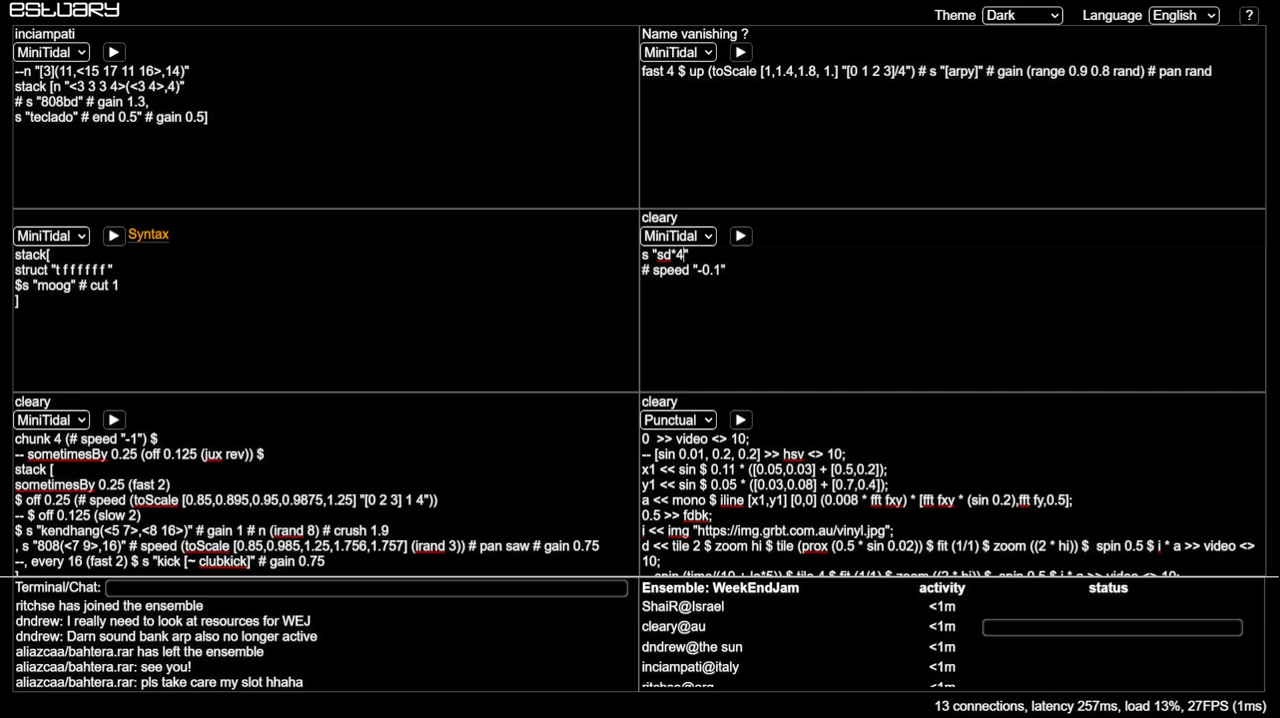 estuary
Theme Dark Language English ?
inciampati
MiniTidal
--n "[3](11,<15 17 11 16>,14)"
stack [n "<3 3 3 4>(<3 4>,4)"
# s "808bd" # gain 1.3,
s "teclado" # end 0.5" # gain 0.5]
Name vanishing ?
MiniTidal
fast 4 $ up (toScale [1,1.4,1.8, 1.] "[0 1 2 3]/4") # s "[arpy]" # gain (range 0.9 0.8 rand) # pan rand
MiniTidal Syntax
stack[
struct "t f f f f f f "
$s "moog" # cut 1
]
cleary
MiniTidal
s "sd*4"
# speed "-0.1"
cleary
MiniTidal
chunk 4 (# speed "-1") $
-- sometimesBy 0.25 (off 0.125 (jux rev)) $
stack [
sometimesBy 0.25 (fast 2)
$ off 0.25 (# speed (toScale [0.85,0.895,0.95,0.9875,1.25] "[0 2 3] 1 4"))
-- $ off 0.125 (slow 2)
$ s "kendhang(<5 7>,<8 16>)" # gain 1 # n (irand 8) # crush 1.9
, s "808(<7 9>,16)" # speed (toScale [0.85,0.985,1.25,1.756,1.757] (irand 3)) # pan saw # gain 0.75
--, every 16 (fast 2) $ s "kick [~ clubkick]" # gain 0.75
cleary
Punctual
0 >> video <> 10;
-- [sin 0.01, 0.2, 0.2] >> hsv <> 10;
x1 << sin $ 0.11 * ([0.05,0.03] + [0.5,0.2]);
y1 << sin $ 0.05 * ([0.03,0.08] + [0.7,0.4]);
a << mono $ iline [x1,y1] [0,0] (0.008 * fft fxy) * [fft fxy * (sin 0.2),fft fy,0.5];
0.5 >> fdbk;
i << img "https://img.grbt.com.au/vinyl.jpg";
d << tile 2 $ zoom hi $ tile (prox (0.5 * sin 0.02)) $ fit (1/1) $ zoom ((2 * hi)) $ spin 0.5 $ i * a >> video <>
10;
Terminal/Chat:
ritchse has joined the ensemble
dndrew: I really need to look at resources for WEJ
dndrew: Darn sound bank arp also no longer active
aliazcaa/bahtera.rar has left the ensemble
aliazcaa/bahtera.rar: see you!
aliazcaa/bahtera.rar: pls take care my slot hhaha
Ensemble: WeekEndJam activity status
ShaiR@Israel <1m
cleary@au <1m
dndrew@the sun <1m
inciampati@italy <1m
13 connections, latency 257ms, load 13%, 27FPS (1ms)